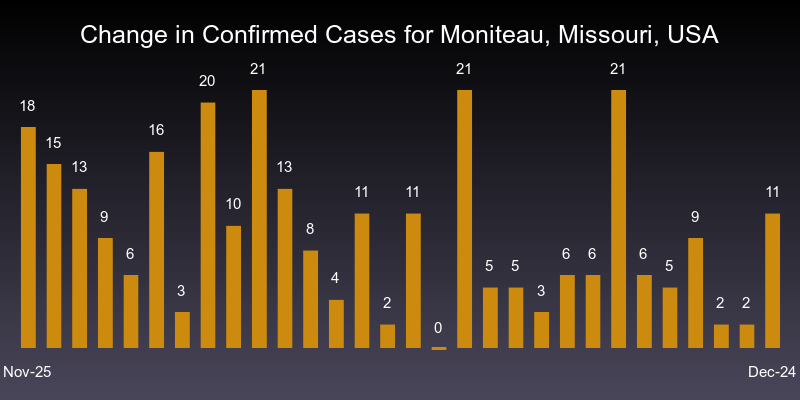 Change in Confirmed Cases for Moniteau, Missouri, USA
18 15 13 9 6 16 3 20 10 21 13 8 4 11 2 11 0 21 5 5 3 6 6 21 6 5 9 2 2 11
Nov-25 Dec-24